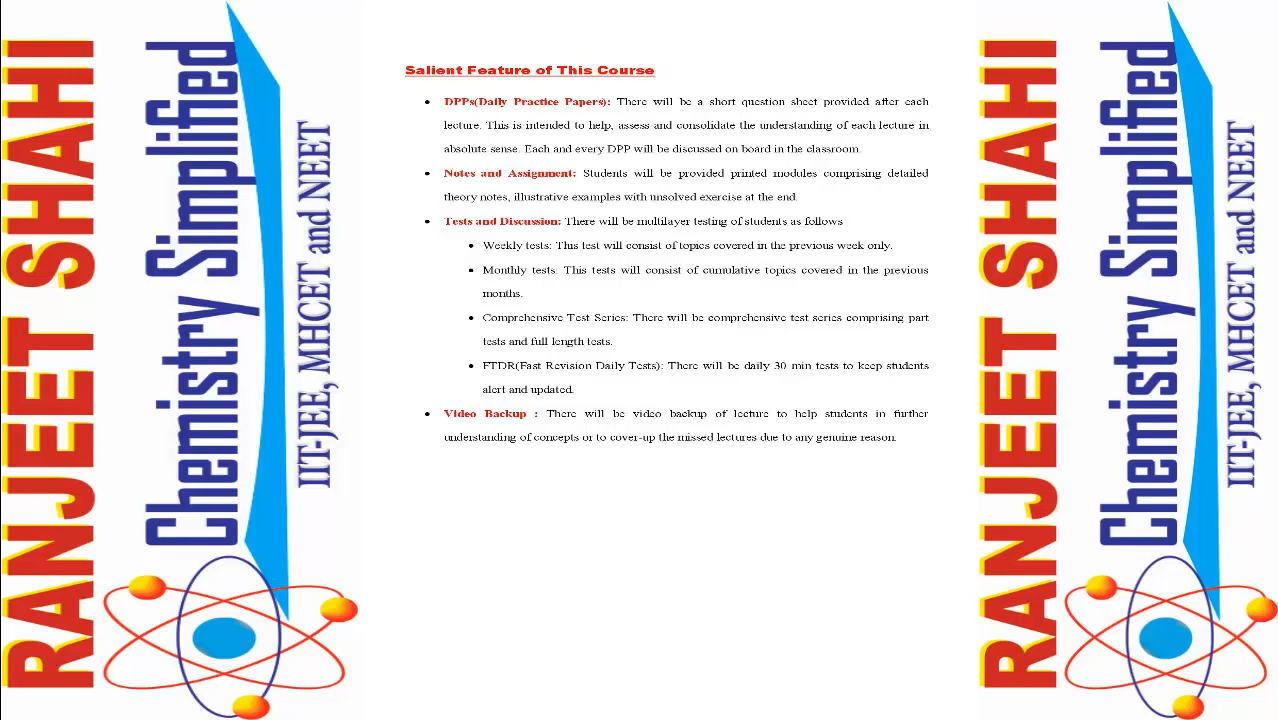 RANJEET SHAHI
Chemistry Simplified
IIT-JEE, MHCET and NEET
Salient Feature of This Course
• DPPs(Daily Practice Papers): There will be a short question sheet provided after each
lecture. This is intended to help, assess and consolidate the understanding of each lecture in
absolute sense. Each and every DPP will be discussed on board in the classroom.
• Notes and Assignment: Students will be provided printed modules comprising detailed
theory notes, illustrative examples with unsolved exercise at the end.
• Tests and Discussion: There will be multilayer testing of students as follows
• Weekly tests: This test will consist of topics covered in the previous week only.
• Monthly tests: This tests will consist of cumulative topics covered in the previous
months.
• Comprehensive Test Series: There will be comprehensive test series comprising part
tests and full length tests.
• FTDR(Fast Revision Daily Tests): There will be daily 30 min tests to keep students
alert and updated.
• Video Backup : There will be video backup of lecture to help students in further
understanding of concepts or to cover-up the missed lectures due to any genuine reason.
RANJEET SHAHI
Chemistry Simplified
IIT-JEE, MHCET and NEET